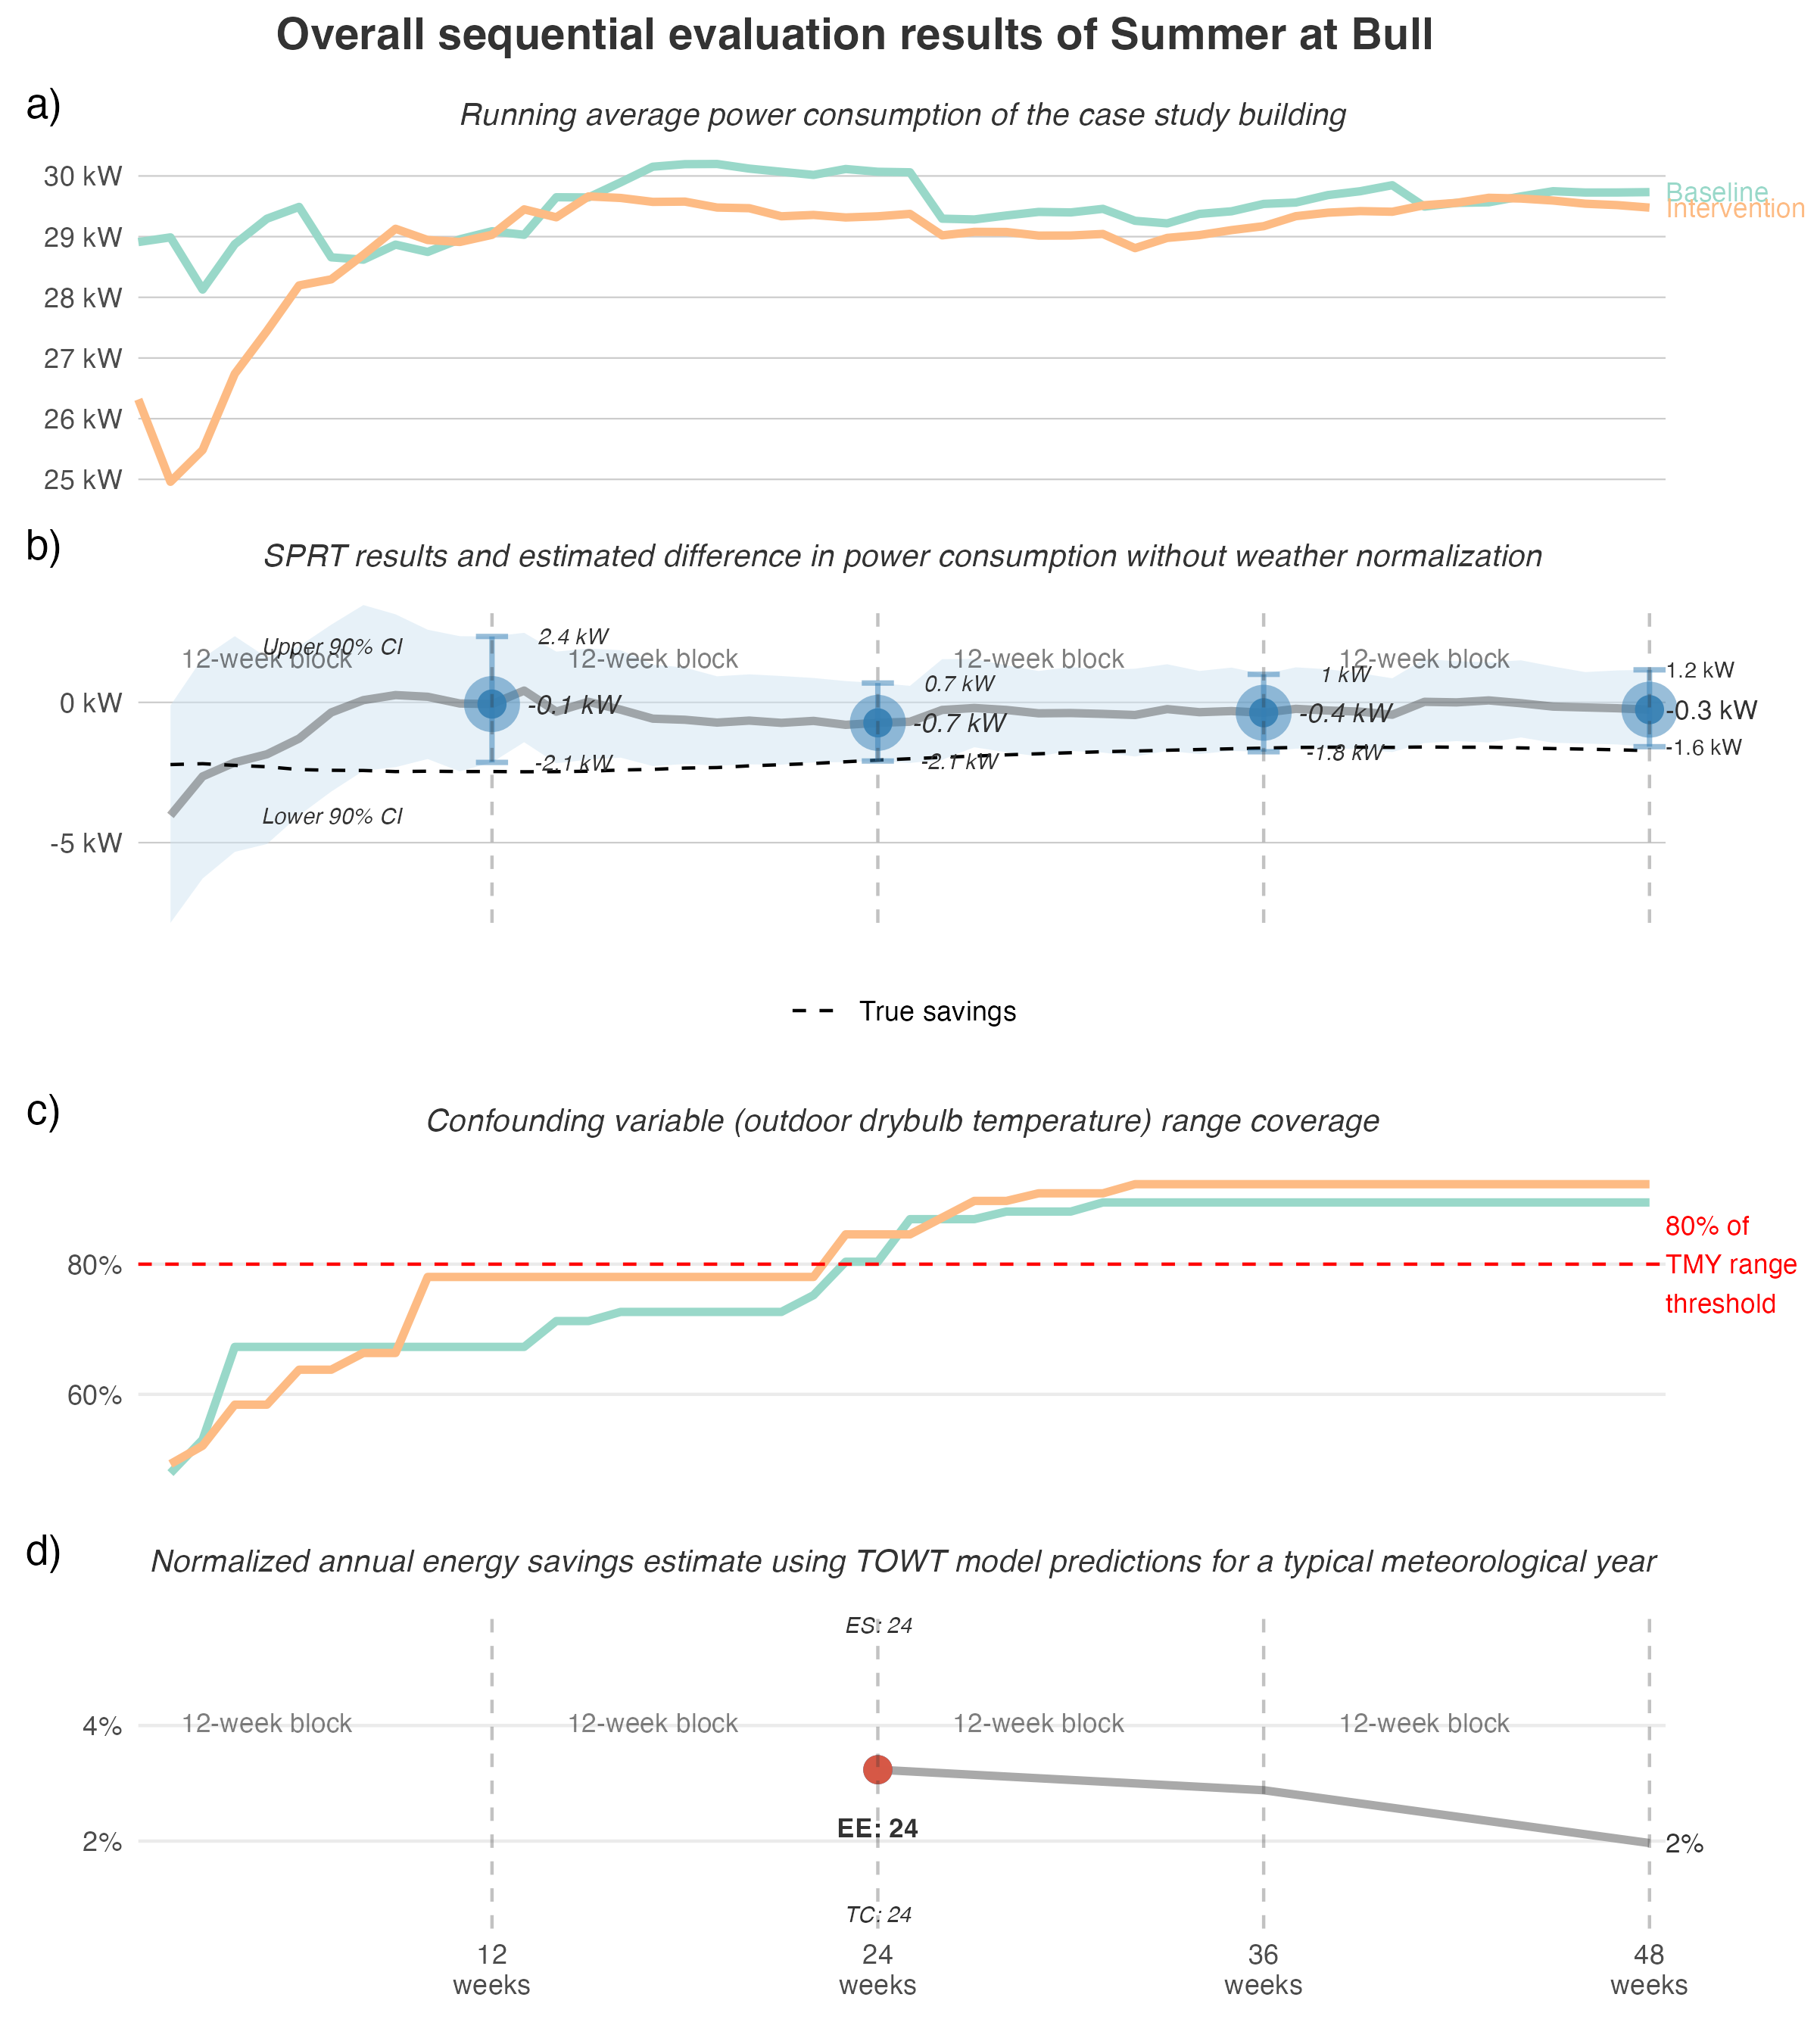 Overall sequential evaluation results of Summer at Bull
a)
Running average power consumption of the case study building
30 kW
29 kW
28 kW
27 kW
26 kW
25 kW
Baseline
Intervention
b)
SPRT results and estimated difference in power consumption without weather normalization
Upper 90% CI
12-week block
12-week block
12-week block
12-week block
2.4 kW
0.7 kW
1 kW
1.2 kW
0 kW
-0.1 kW
-0.7 kW
-0.4 kW
-0.3 kW
-2.1 kW
-2.1 kW
-1.8 kW
-1.6 kW
Lower 90% CI
-5 kW
True savings
c)
Confounding variable (outdoor drybulb temperature) range coverage
80%
60%
80% of
TMY range
threshold
d)
Normalized annual energy savings estimate using TOWT model predictions for a typical meteorological year
ES: 24
4%
12-week block
12-week block
12-week block
12-week block
EE: 24
2%
2%
TC: 24
12
weeks
24
weeks
36
weeks
48
weeks